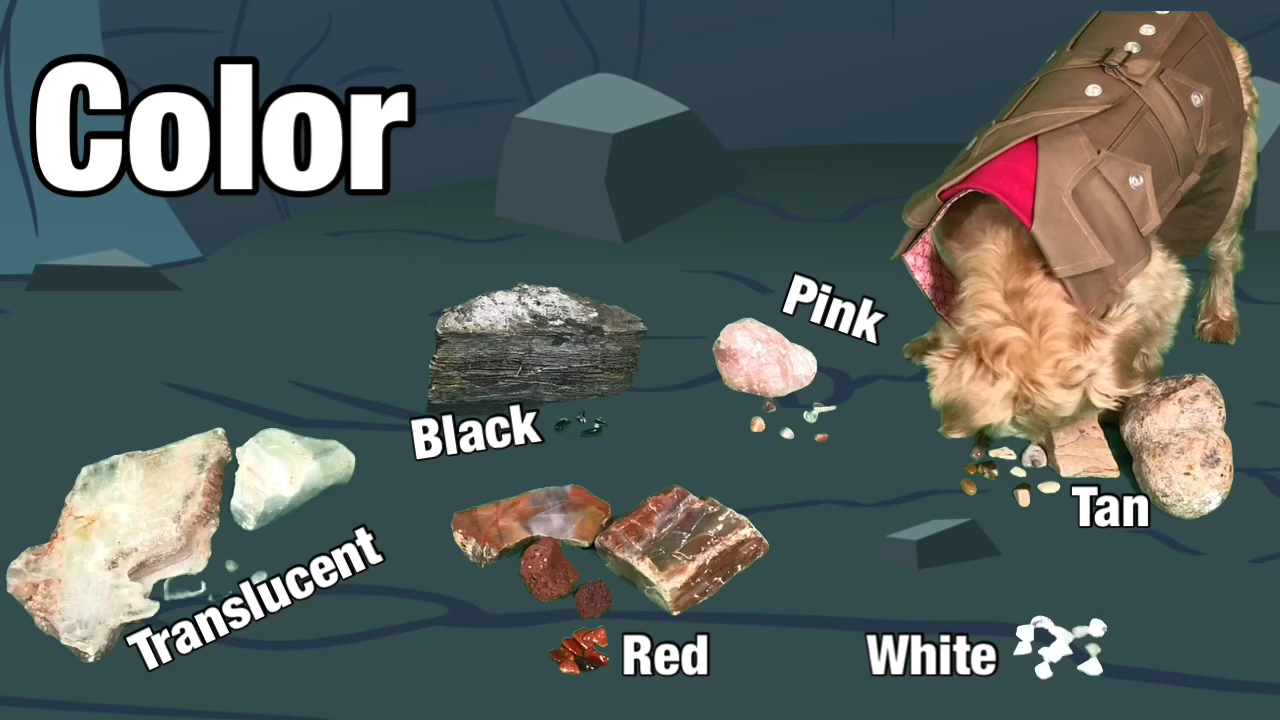 Color
Pink
Black
Tan
Translucent
Red
White